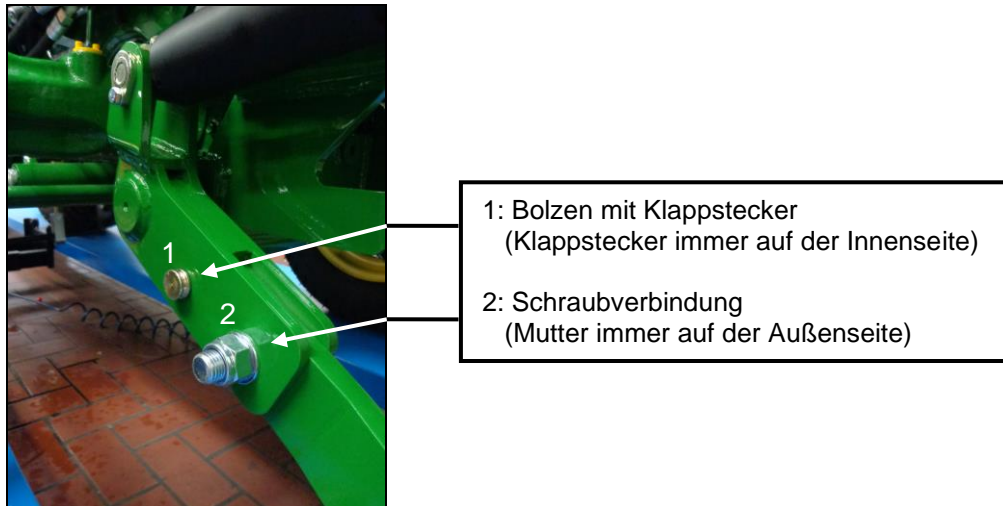 1
2
1: Bolzen mit Klappstecker
(Klappstecker immer auf der Innenseite)
2: Schraubverbindung
(Mutter immer auf der Außenseite)